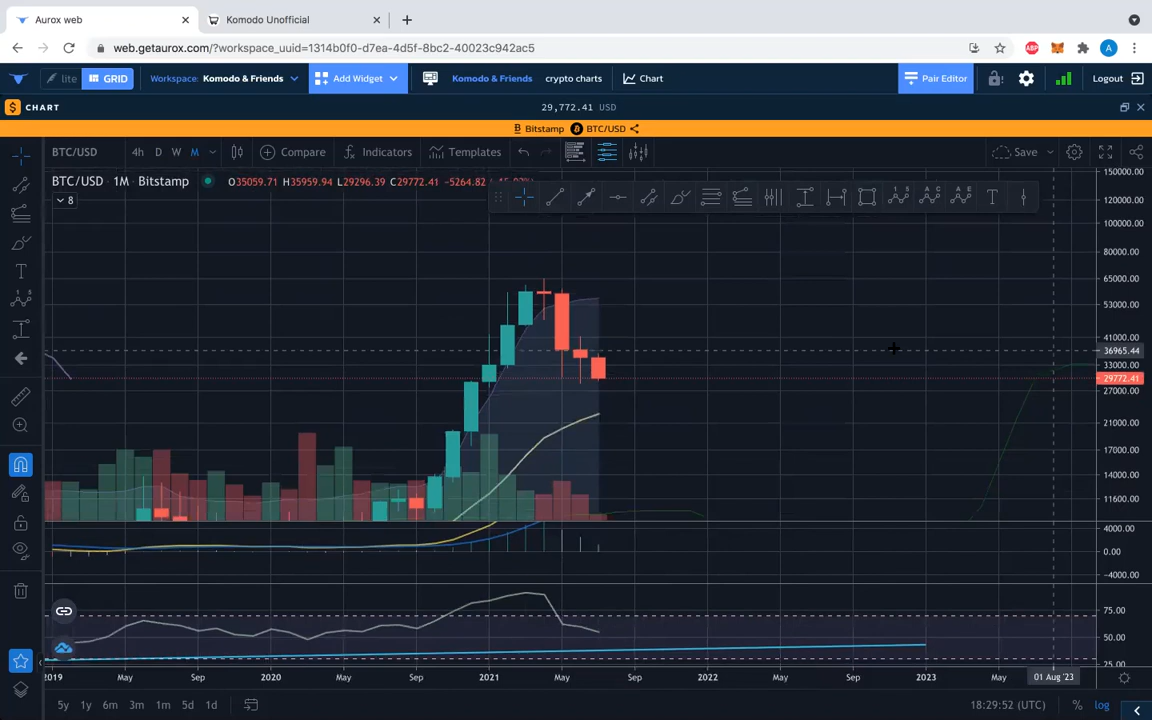 Aurox web
Komodo Unofficial
web.getaurox.com/?workspace_uuid=1314b0f0-d7ea-4d5f-8bc2-40023c942ac5
ABP
A
lite
GRID
Workspace: Komodo & Friends
Add Widget
Komodo & Friends
crypto charts
Chart
Pair Editor
Logout
CHART
29,772.41 USD
Bitstamp
BTC/USD
BTC/USD
4h
D
W
M
Compare
Indicators
Templates
Save
BTC/USD · 1M · Bitstamp
O35059.71 H35959.94 L29296.39 C29772.41 -5264.82
8
150000.00
120000.00
100000.00
80000.00
65000.00
53000.00
41000.00
36965.44
33000.00
29772.41
27000.00
21000.00
17000.00
14000.00
11600.00
4000.00
0.00
-4000.00
75.00
50.00
25.00
2019
May
Sep
2020
May
Sep
2021
May
Sep
2022
May
Sep
2023
May
01 Aug '23
5y
1y
6m
3m
1m
5d
1d
18:29:52 (UTC)
%
log